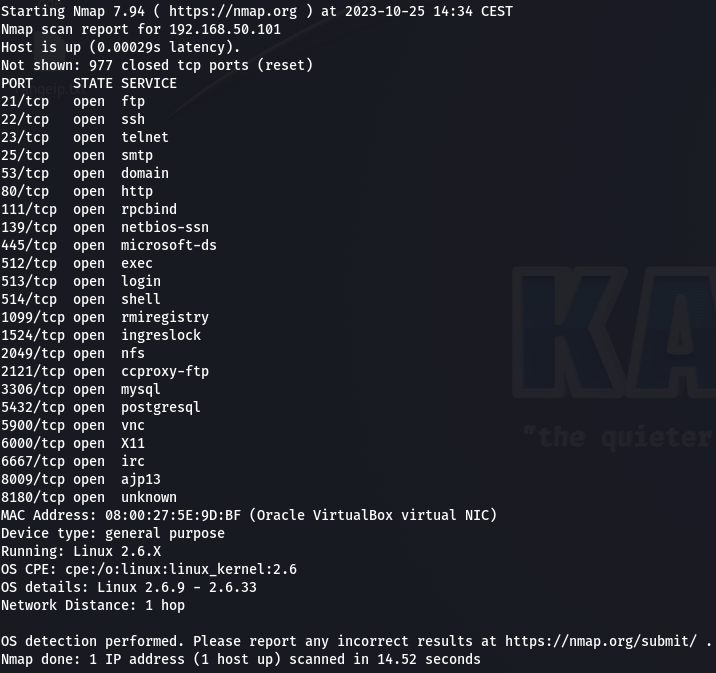 Starting Nmap 7.94 ( https://nmap.org ) at 2023-10-25 14:34 CEST
Nmap scan report for 192.168.50.101
Host is up (0.00029s latency).
Not shown: 977 closed tcp ports (reset)
PORT     STATE SERVICE
21/tcp   open  ftp
22/tcp   open  ssh
23/tcp   open  telnet
25/tcp   open  smtp
53/tcp   open  domain
80/tcp   open  http
111/tcp  open  rpcbind
139/tcp  open  netbios-ssn
445/tcp  open  microsoft-ds
512/tcp  open  exec
513/tcp  open  login
514/tcp  open  shell
1099/tcp open  rmiregistry
1524/tcp open  ingreslock
2049/tcp open  nfs
2121/tcp open  ccproxy-ftp
3306/tcp open  mysql
5432/tcp open  postgresql
5900/tcp open  vnc
6000/tcp open  X11
6667/tcp open  irc
8009/tcp open  ajp13
8180/tcp open  unknown
MAC Address: 08:00:27:5E:9D:BF (Oracle VirtualBox virtual NIC)
Device type: general purpose
Running: Linux 2.6.X
OS CPE: cpe:/o:linux:linux_kernel:2.6
OS details: Linux 2.6.9 - 2.6.33
Network Distance: 1 hop
OS detection performed. Please report any incorrect results at https://nmap.org/submit/ .
Nmap done: 1 IP address (1 host up) scanned in 14.52 seconds
KA
"the quieter